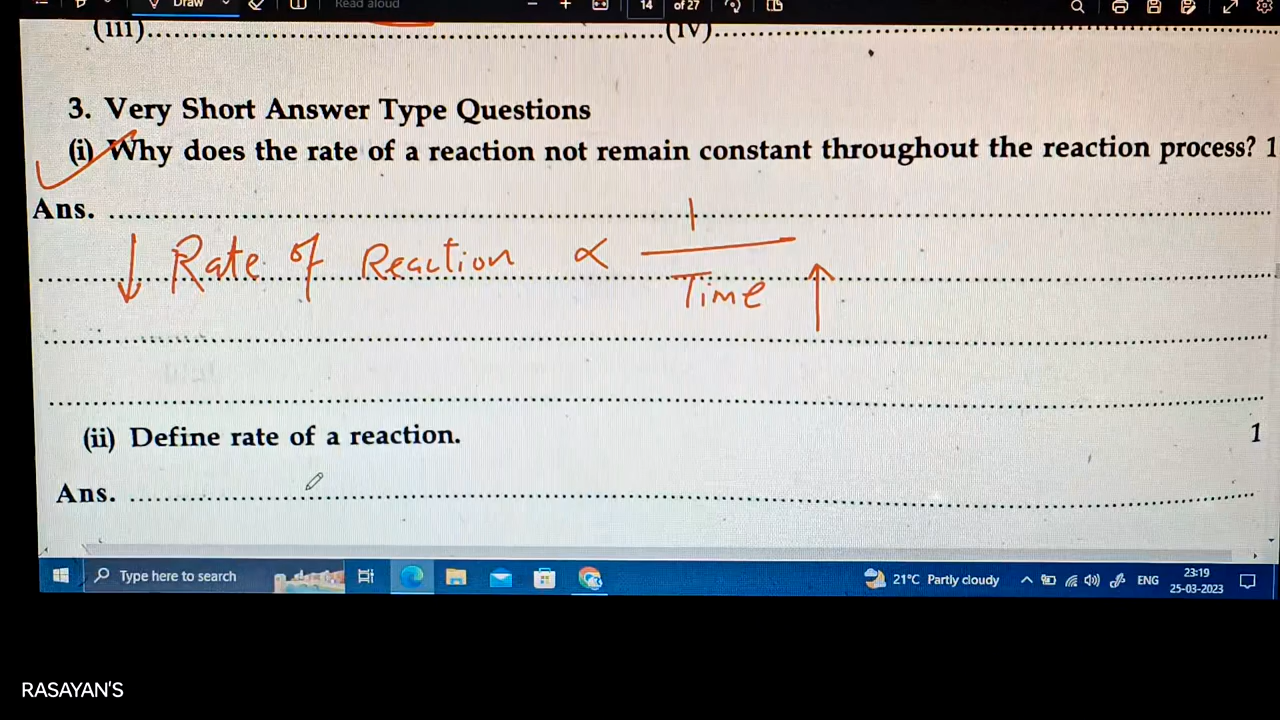 Draw
Read aloud
14 of 27
(iii)..................(iv)..................
3. Very Short Answer Type Questions
(i) Why does the rate of a reaction not remain constant throughout the reaction process? 1
Ans. ..................
↓ Rate of Reaction ∝ 1
Time ↑
(ii) Define rate of a reaction. 1
Ans. ..................
Type here to search
21°C Partly cloudy
ENG
23:19
25-03-2023
RASAYAN'S